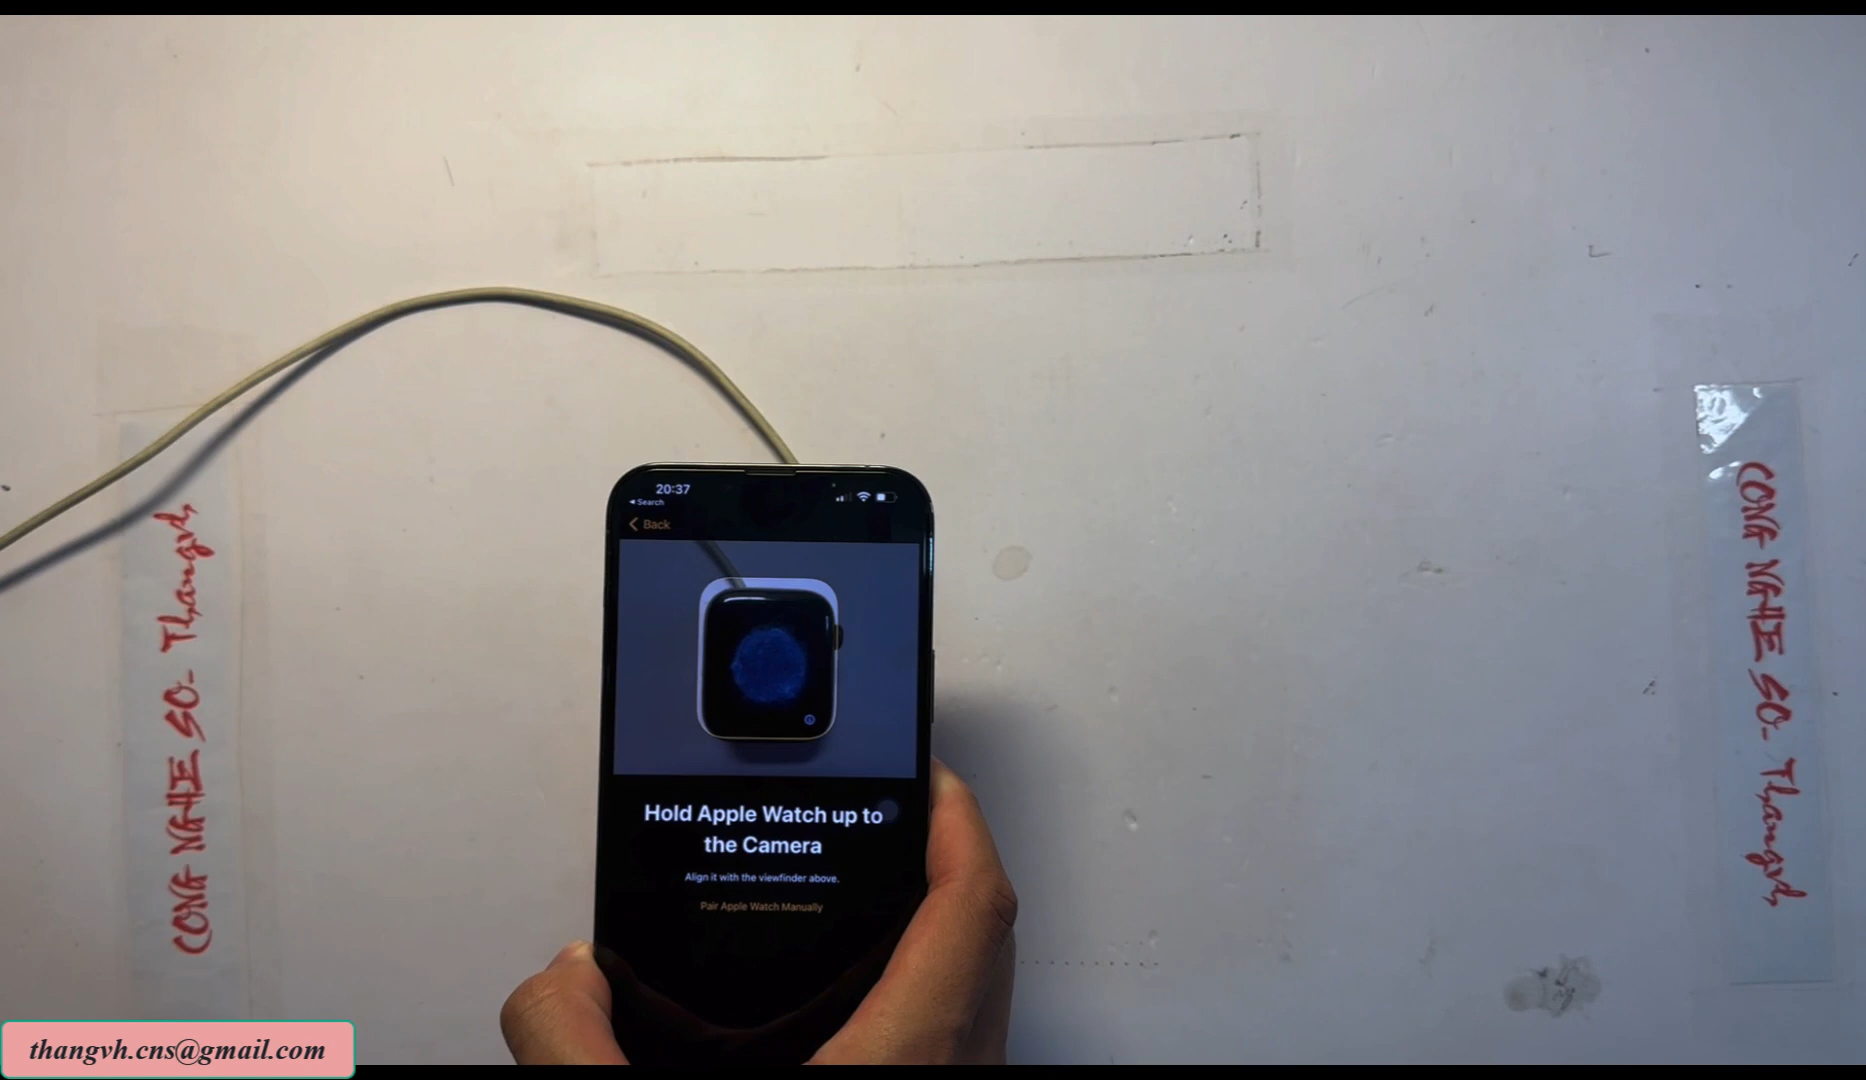 20:37
Search
Back
Hold Apple Watch up to
the Camera
Align it with the viewfinder above.
Pair Apple Watch Manually
CONG NGHE SO- Thangvh
CONG NGHE SO- Thangvh
thangvh.cns@gmail.com